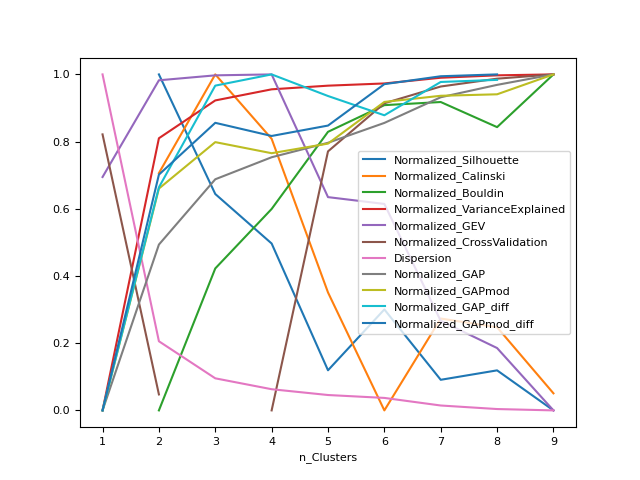 1.0
0.8
0.6
0.4
0.2
0.0
Normalized_Silhouette
Normalized_Calinski
Normalized_Bouldin
Normalized_VarianceExplained
Normalized_GEV
Normalized_CrossValidation
Dispersion
Normalized_GAP
Normalized_GAPmod
Normalized_GAP_diff
Normalized_GAPmod_diff
1 2 3 4 5 6 7 8 9
n_Clusters